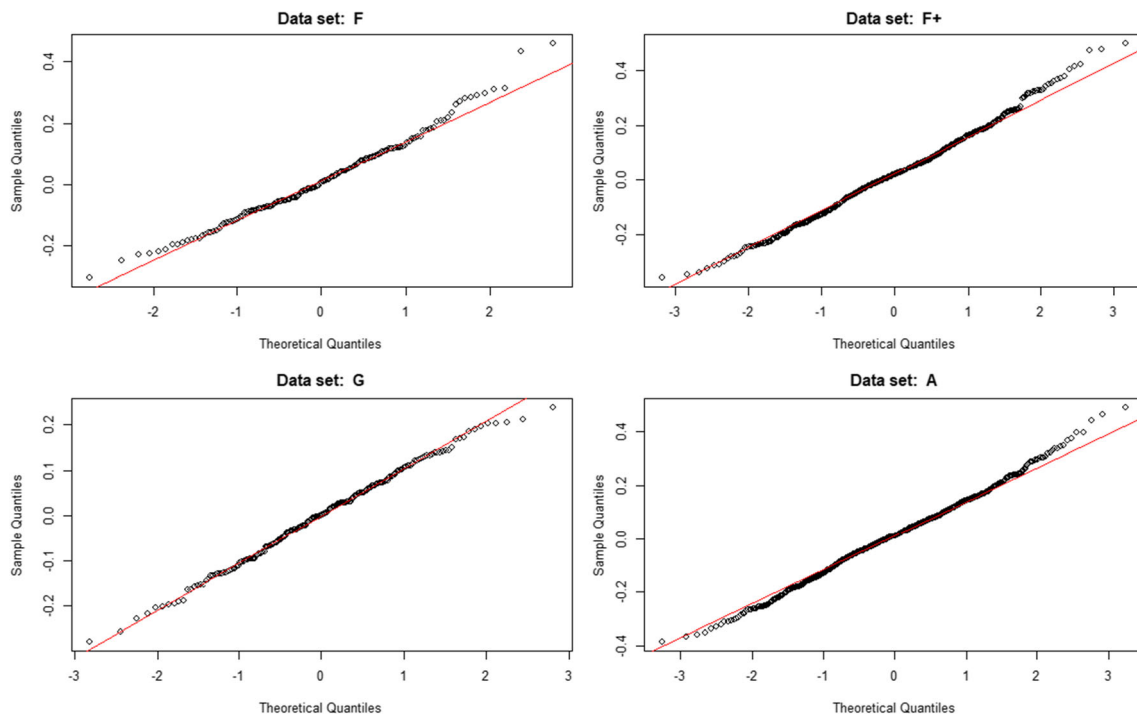 Data set: F
Sample Quantiles
0.4
0.2
0.0
-0.2
-2 -1 0 1 2
Theoretical Quantiles
Data set: F+
Sample Quantiles
0.4
0.2
0.0
-0.2
-3 -2 -1 0 1 2 3
Theoretical Quantiles
Data set: G
Sample Quantiles
0.2
0.1
0.0
-0.1
-0.2
-3 -2 -1 0 1 2 3
Theoretical Quantiles
Data set: A
Sample Quantiles
0.4
0.2
0.0
-0.2
-0.4
-3 -2 -1 0 1 2 3
Theoretical Quantiles